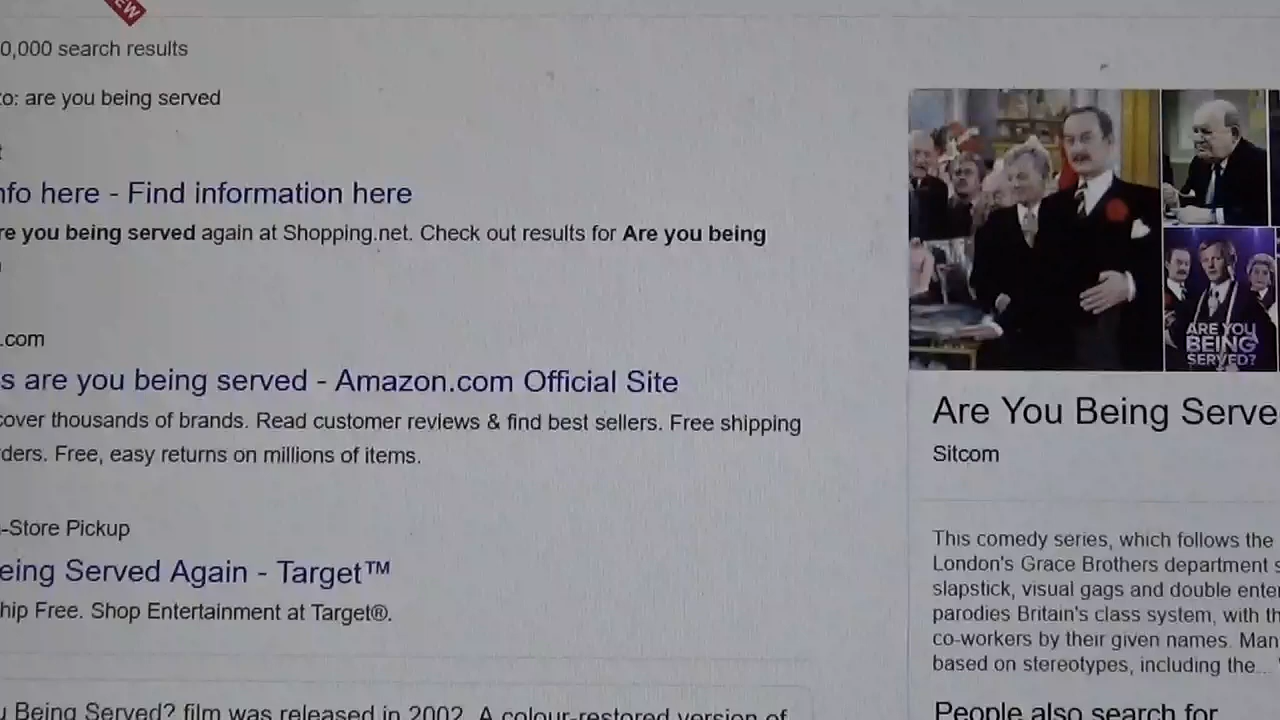 EW
0,000 search results
to: are you being served
t
nfo here - Find information here
re you being served again at Shopping.net. Check out results for Are you being
.com
s are you being served - Amazon.com Official Site
cover thousands of brands. Read customer reviews & find best sellers. Free shipping
ders. Free, easy returns on millions of items.
-Store Pickup
eing Served Again - Target™
hip Free. Shop Entertainment at Target®.
u Being Served? film was released in 2002. A colour-restored version of
ARE YOU
BEING
SERVED?
Are You Being Serve
Sitcom
This comedy series, which follows the
London's Grace Brothers department s
slapstick, visual gags and double enter
parodies Britain's class system, with th
co-workers by their given names. Man
based on stereotypes, including the...
People also search for